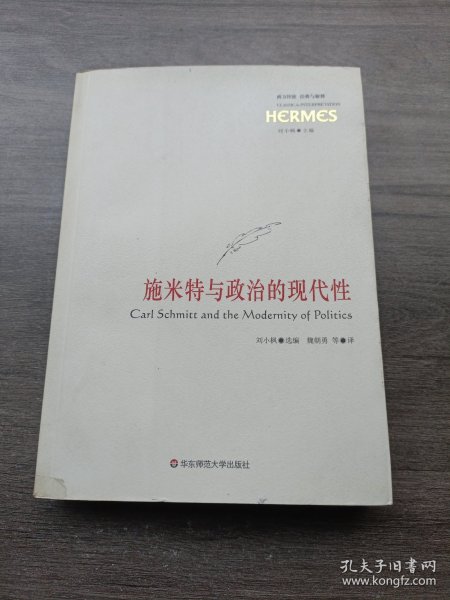 西方传统 经典与解释
CLASSICI & INTERPRETATION
HERMES
刘小枫●主编
施米特与政治的现代性
Carl Schmitt and the Modernity of Politics
刘小枫●选编 魏朝勇 等●译
华东师范大学出版社
孔夫子旧书网
www.kongfz.com